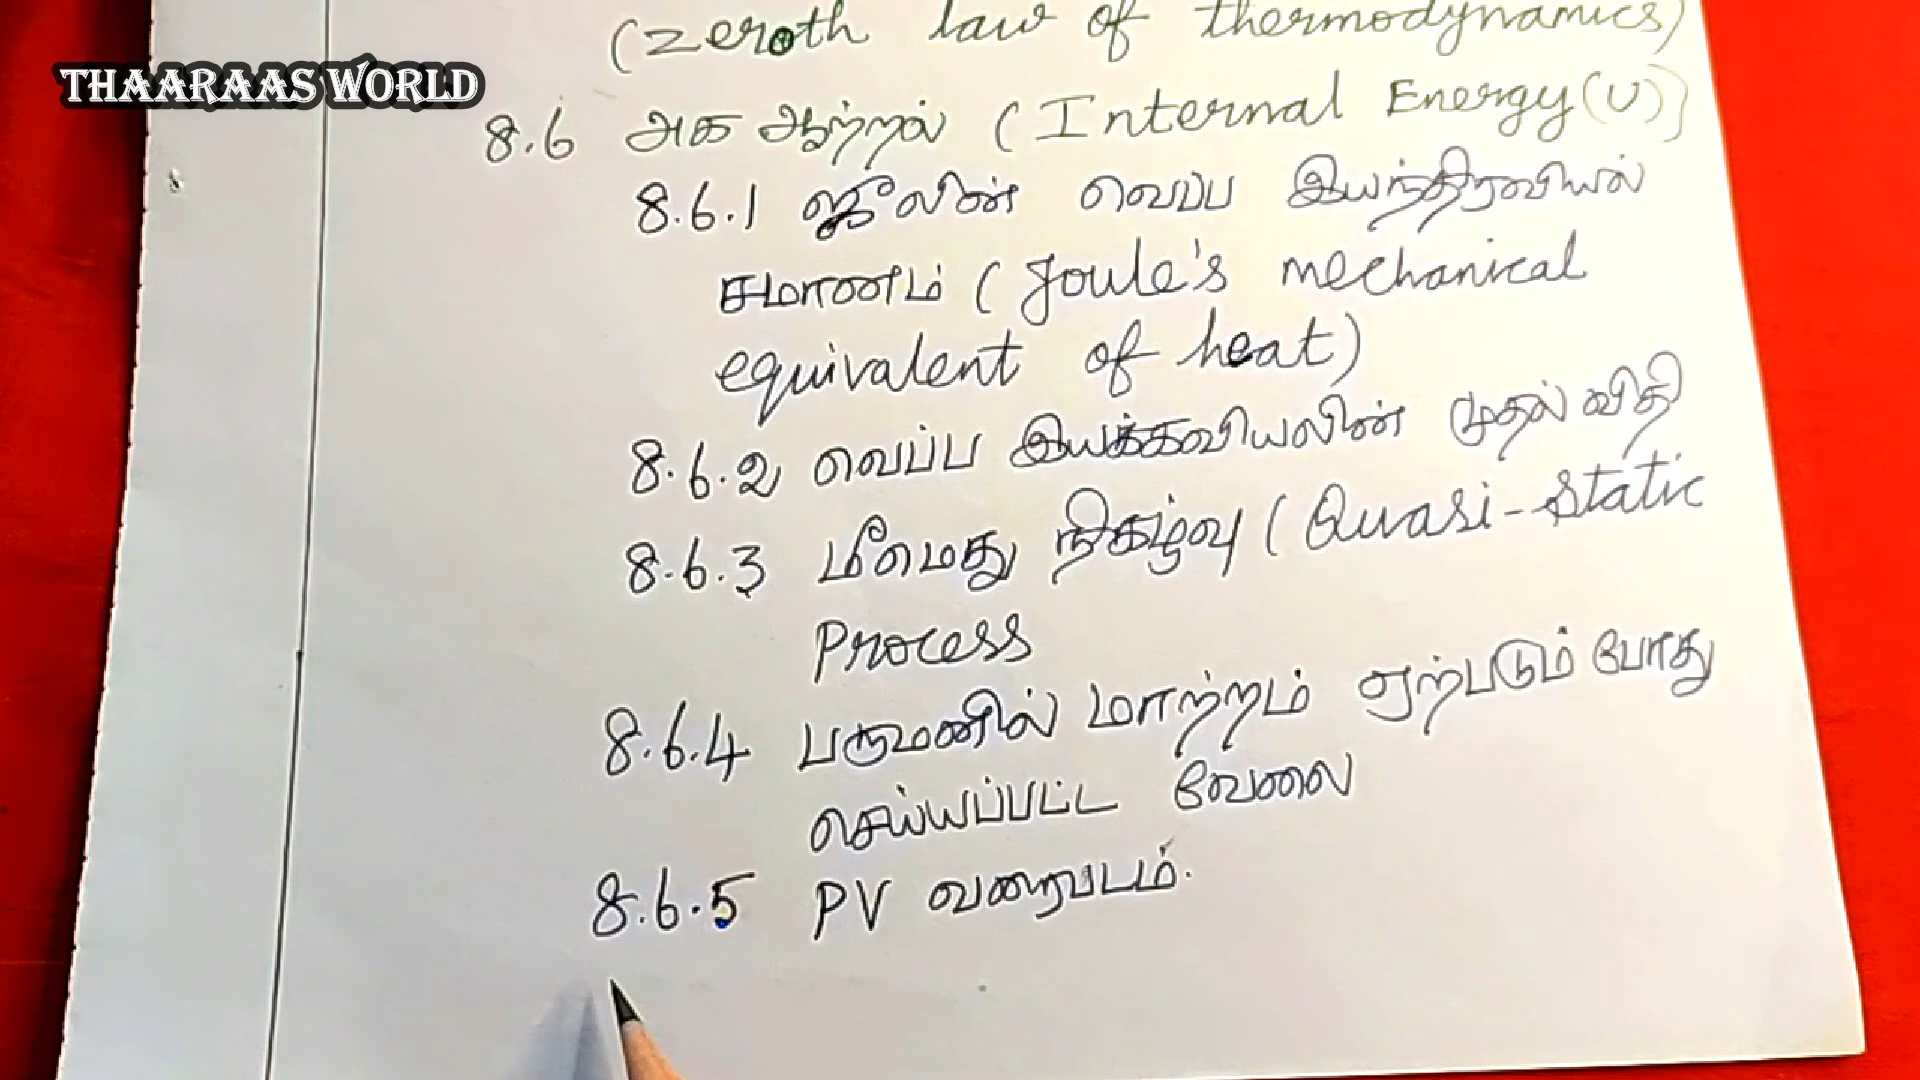 (zeroth law of thermodynamics)
THAARAAS WORLD
8.6 அக ஆற்றல் (Internal Energy (U))
8.6.1 ஜூலின் வெப்ப இயந்திரவியல்
சமானம் (Joule's mechanical
equivalent of heat)
8.6.2 வெப்ப இயக்கவியலின் முதல் விதி
8.6.3 மீமெது நிகழ்வு (Quasi-Static
Process
8.6.4 பருமனில் மாற்றம் ஏற்படும் போது
செய்யப்பட்ட வேலை
8.6.5 PV வரைபடம்.